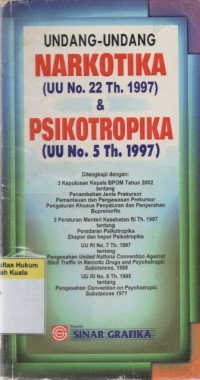 UNDANG-UNDANG
NARKOTIKA
(UU No. 22 Th. 1997)
&
PSIKOTROPIKA
(UU No. 5 Th. 1997)
Dilengkapi dengan:
3 Keputusan Kepala BPOM Tahun 2002
tentang
Penambahan Jenis Prekursor
Pemantauan dan Pengawasan Prekursor
Pengaturan Khusus Penyaluran dan Penyerahan
Buprenorfin
2 Peraturan Menteri Kesehatan RI Th. 1997
tentang
Peredaran Psikotropika
Ekspor dan Impor Psikotropika
UU RI No. 7 Th. 1997
tentang
Pengesahan United Nations Convention Against
Illicit Traffic in Narcotic Drugs and Psychotropic
Substances, 1988
UU RI No. 8 Th. 1996
tentang
Pengesahan Convention on Psychotropic
Substances 1971
ultas Hukum
ah Kuala
SINAR GRAFIKA